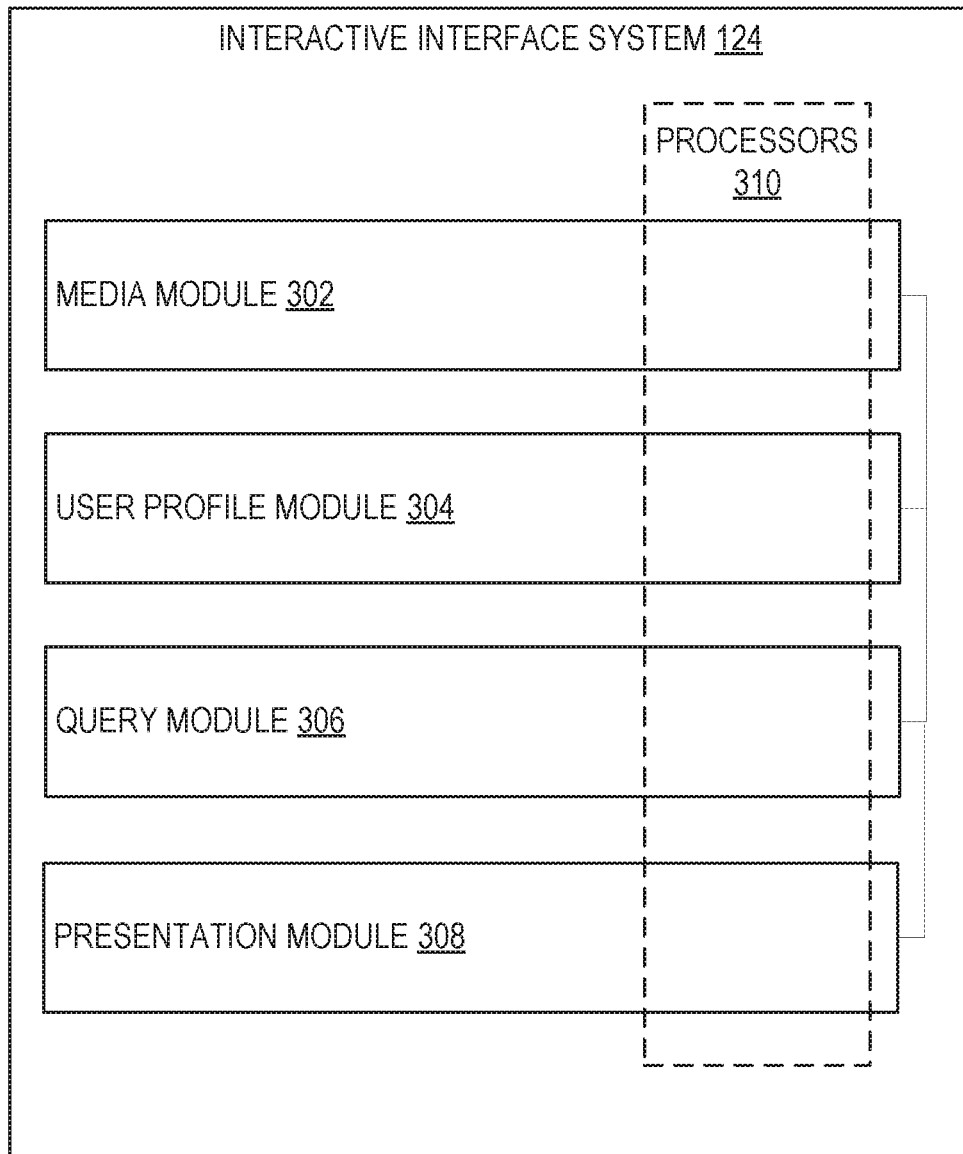 INTERACTIVE INTERFACE SYSTEM 124
PROCESSORS
310
MEDIA MODULE 302
USER PROFILE MODULE 304
QUERY MODULE 306
PRESENTATION MODULE 308